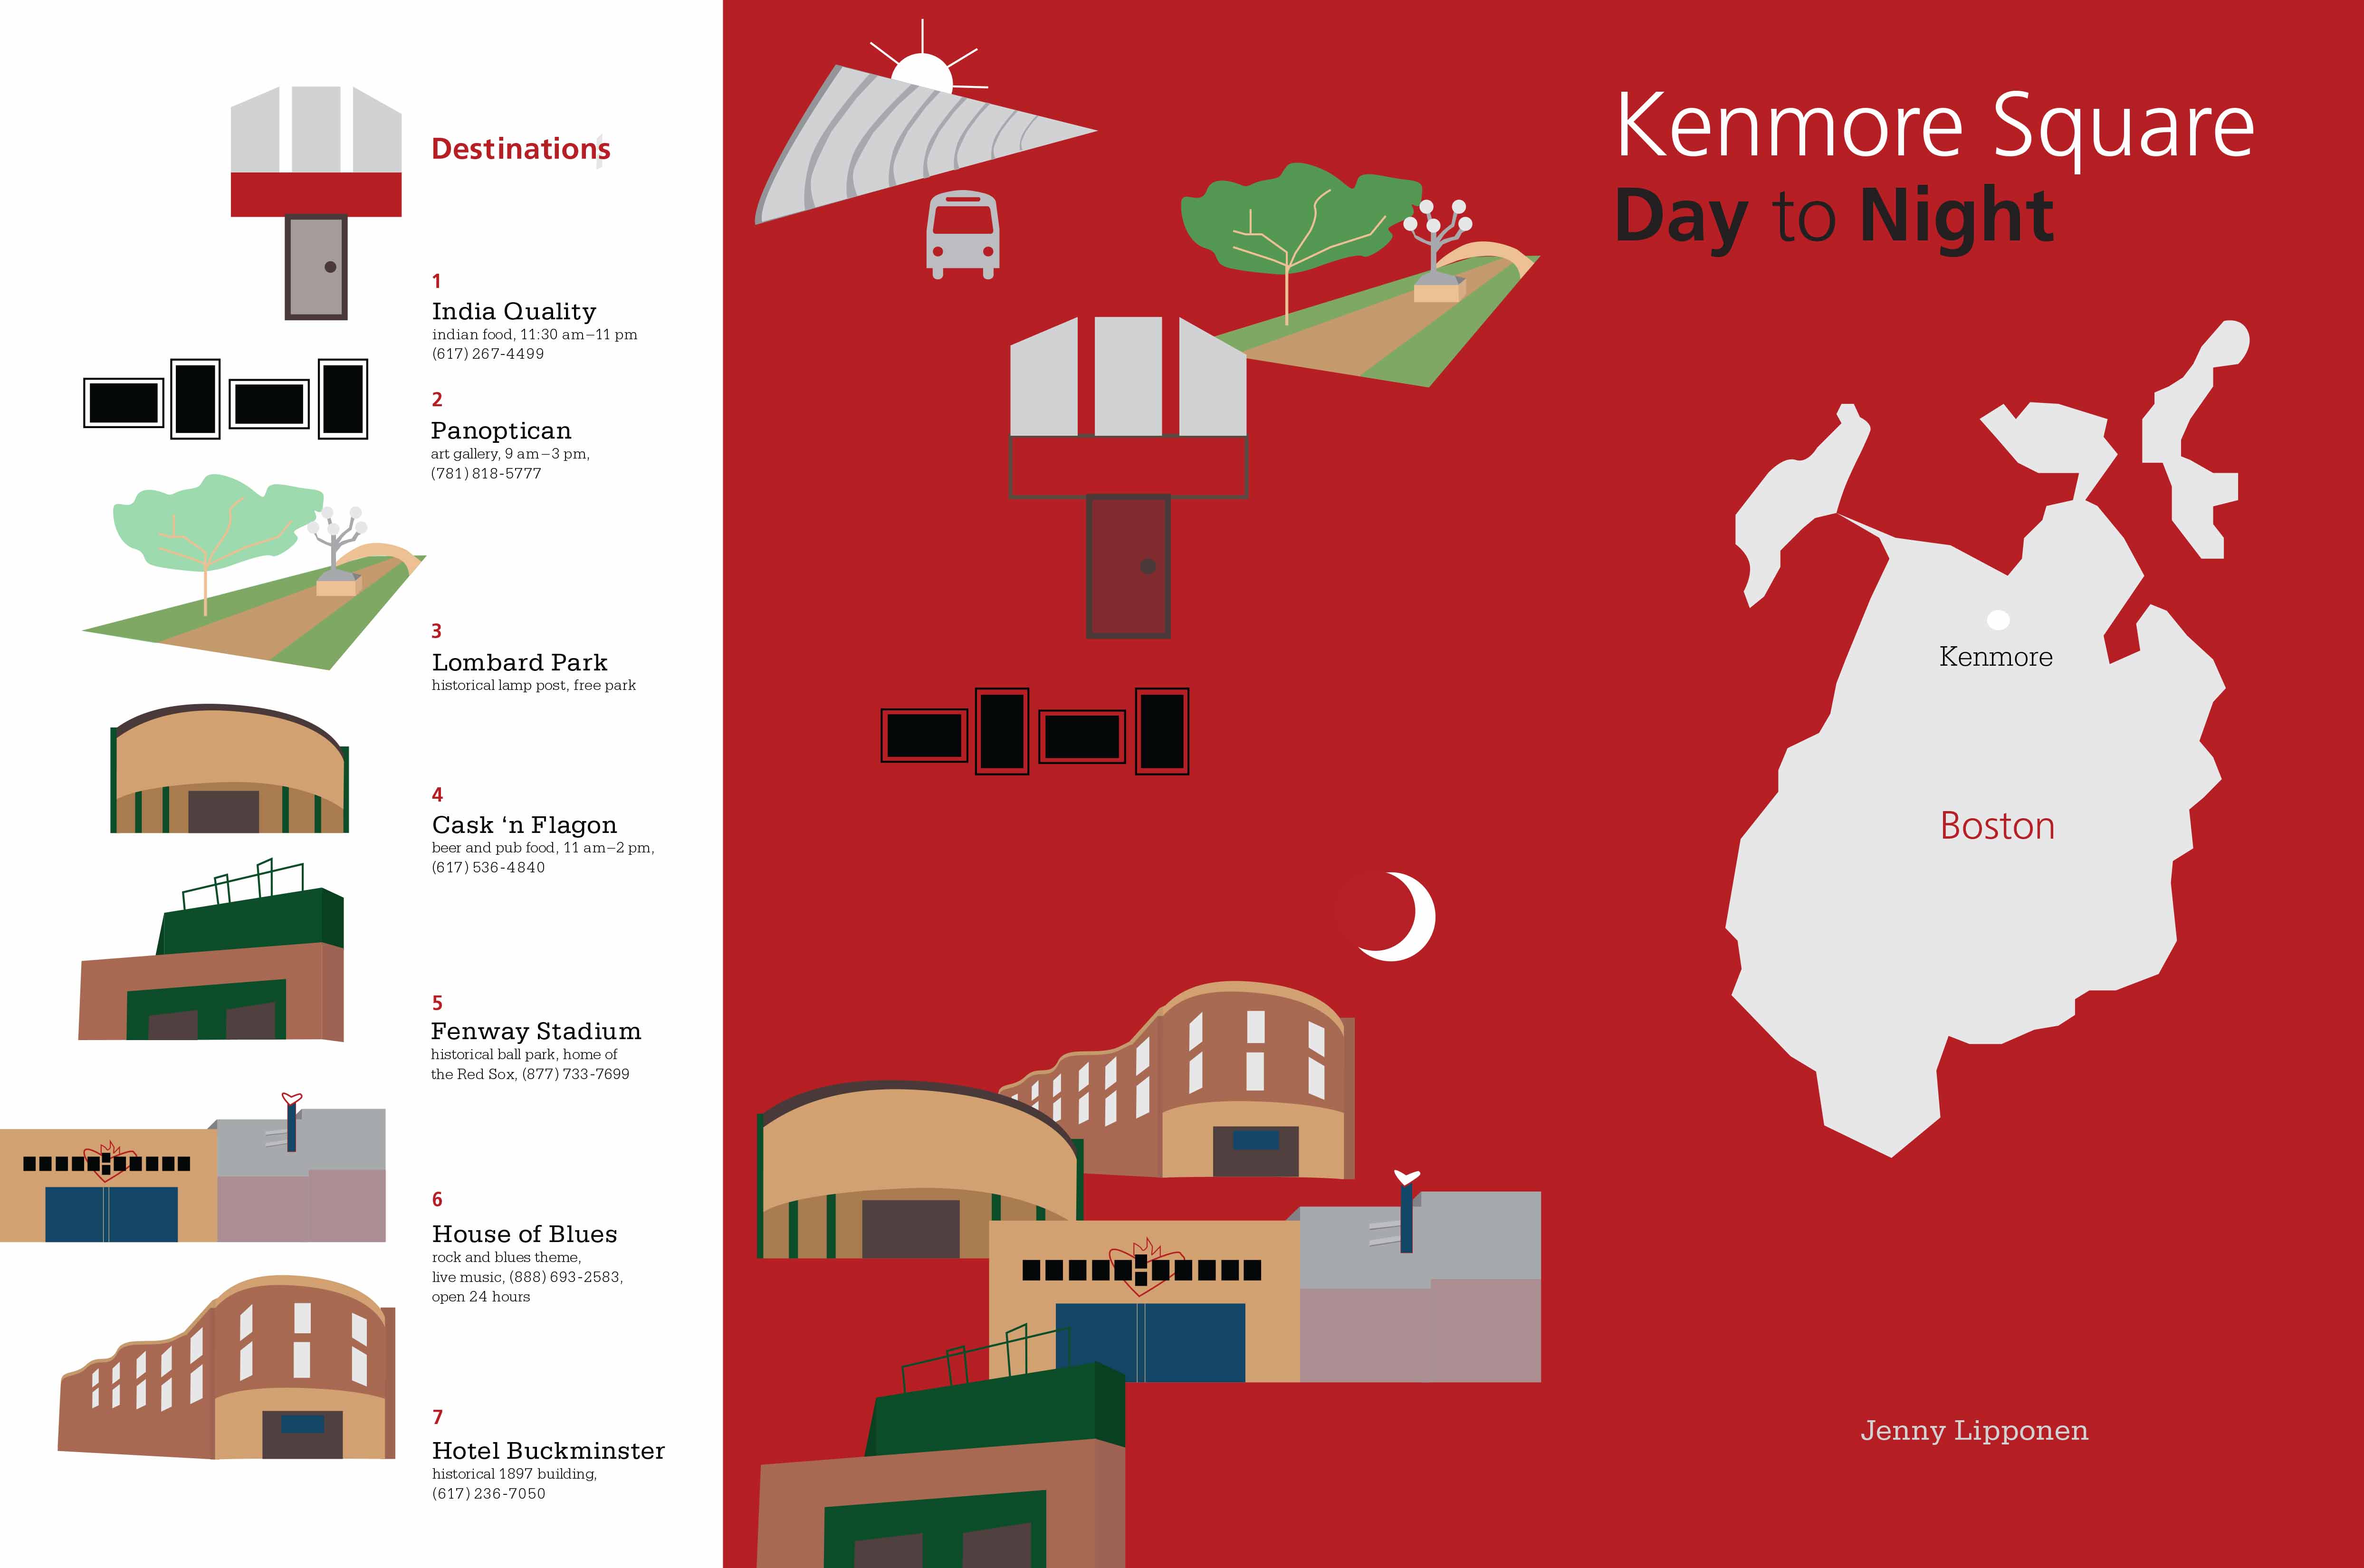 Destinations
1
India Quality
indian food, 11:30 am–11 pm
(617) 267-4499
2
Panoptican
art gallery, 9 am–3 pm,
(781) 818-5777
3
Lombard Park
historical lamp post, free park
4
Cask ‘n Flagon
beer and pub food, 11 am–2 pm,
(617) 536-4840
5
Fenway Stadium
historical ball park, home of
the Red Sox, (877) 733-7699
6
House of Blues
rock and blues theme,
live music, (888) 693-2583,
open 24 hours
7
Hotel Buckminster
historical 1897 building,
(617) 236-7050
Kenmore Square
Day to Night
Kenmore
Boston
Jenny Lipponen